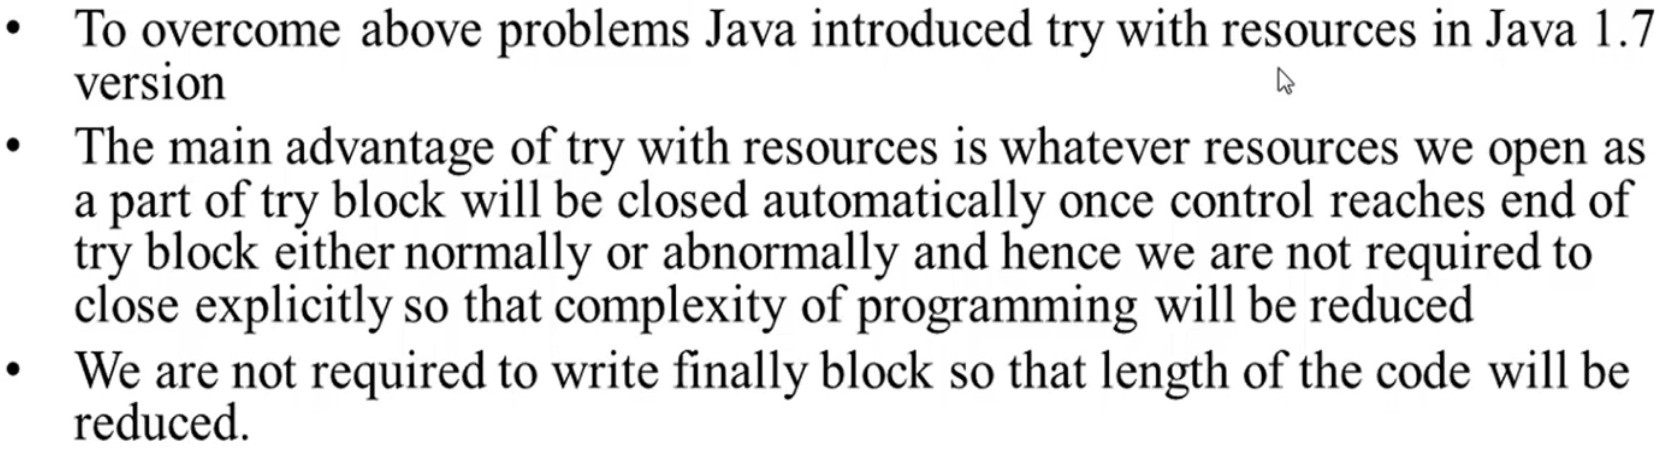 • To overcome above problems Java introduced try with resources in Java 1.7
version
• The main advantage of try with resources is whatever resources we open as
a part of try block will be closed automatically once control reaches end of
try block either normally or abnormally and hence we are not required to
close explicitly so that complexity of programming will be reduced
• We are not required to write finally block so that length of the code will be
reduced.